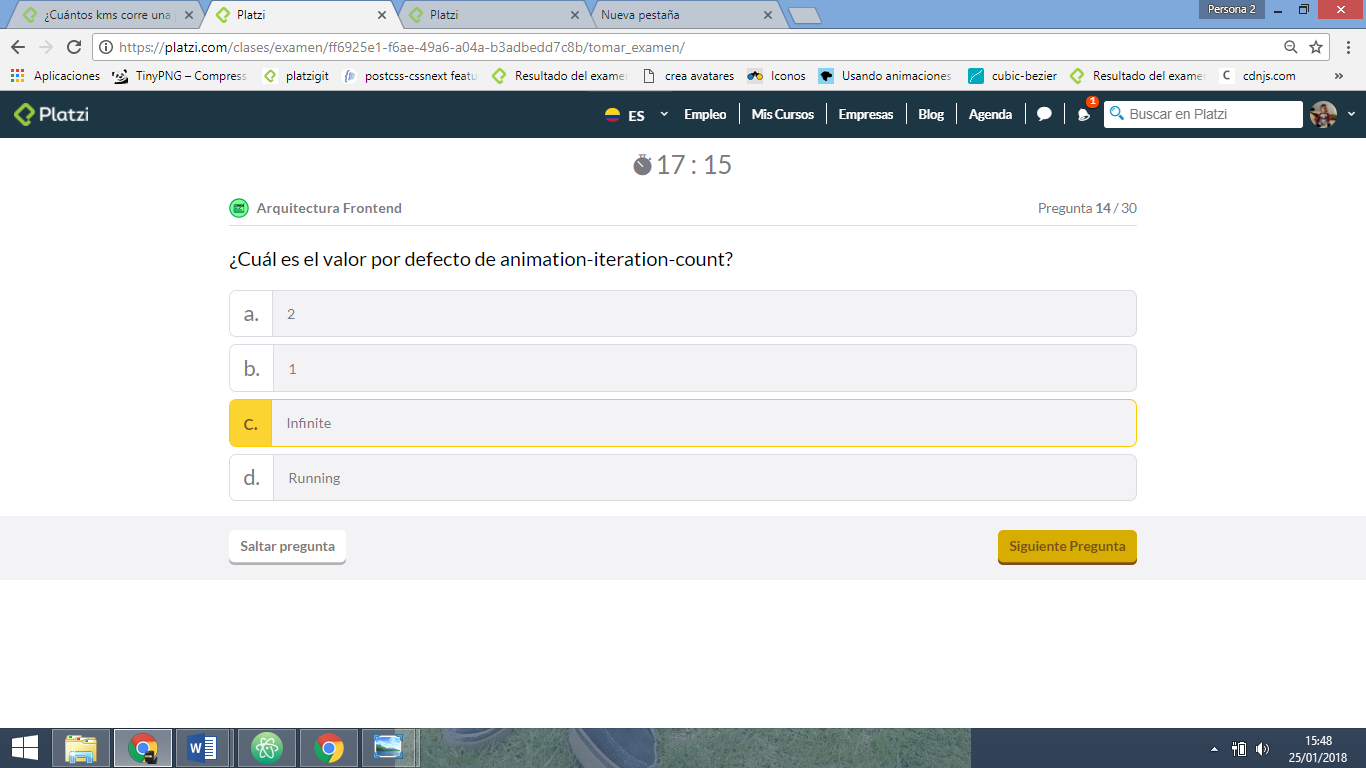 ¿Cuántos kms corre una
Platzi
Platzi
Nueva pestaña
Persona 2
https://platzi.com/clases/examen/ff6925e1-f6ae-49a6-a04a-b3adbedd7c8b/tomar_examen/
Aplicaciones
TinyPNG – Compress
platzigit
postcss-cssnext featu
Resultado del exame
crea avatares
Iconos
Usando animaciones
cubic-bezier
Resultado del exame
C cdnjs.com
»
Platzi
ES
Empleo
Mis Cursos
Empresas
Blog
Agenda
1
Buscar en Platzi
17 : 15
Arquitectura Frontend
Pregunta 14 / 30
¿Cuál es el valor por defecto de animation-iteration-count?
a. 2
b. 1
c. Infinite
d. Running
Saltar pregunta
Siguiente Pregunta
15:48
25/01/2018